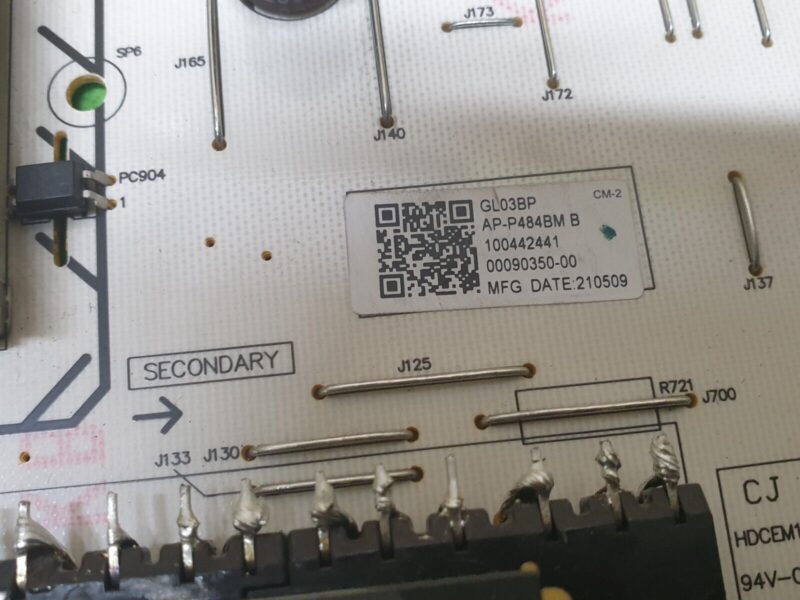 J173
SP6
J165
J172
J140
PC904
1
CM-2
GL03BP
AP-P484BM B
100442441
00090350-00
MFG DATE:210509
J137
SECONDARY
J125
R721
J700
J133 J130
CJ
94V-0